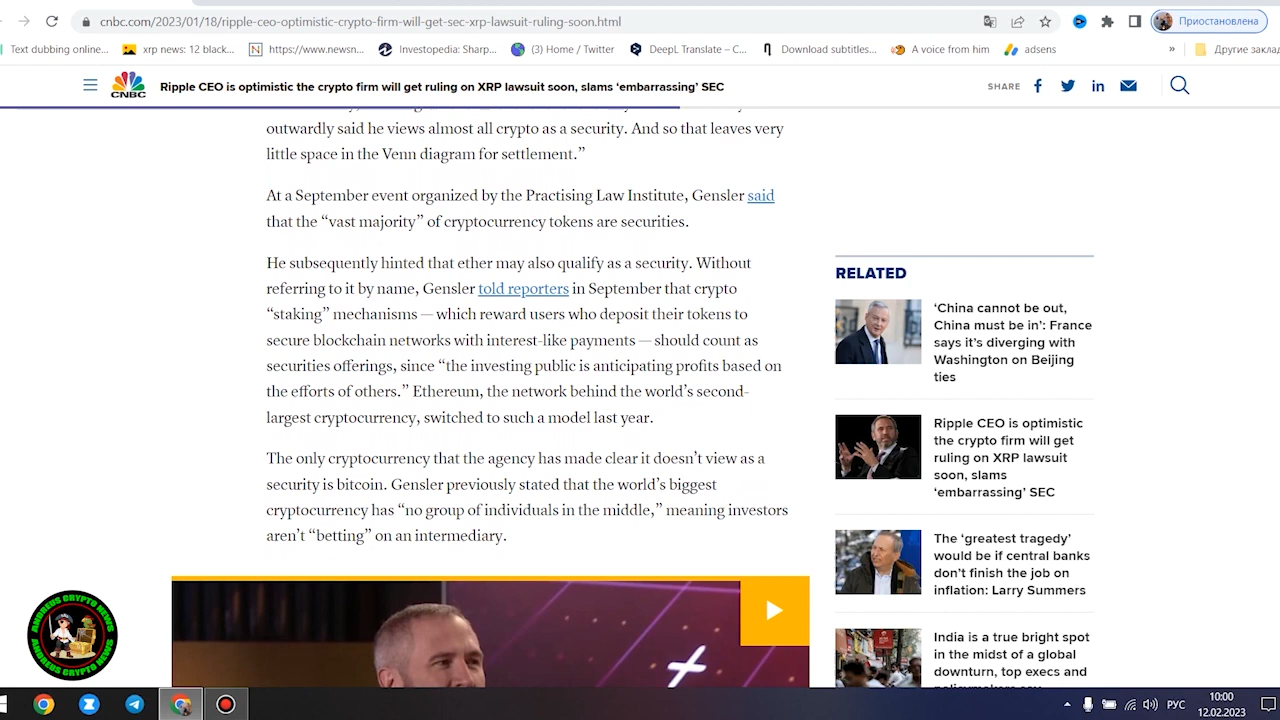 cnbc.com/2023/01/18/ripple-ceo-optimistic-crypto-firm-will-get-sec-xrp-lawsuit-ruling-soon.html
Приостановлена
Text dubbing online...
xrp news: 12 black...
https://www.newsn...
Investopedia: Sharp...
(3) Home / Twitter
DeepL Translate – C...
Download subtitles...
A voice from him
adsens
»
Другие закла
CNBC
Ripple CEO is optimistic the crypto firm will get ruling on XRP lawsuit soon, slams ‘embarrassing’ SEC
SHARE
outwardly said he views almost all crypto as a security. And so that leaves very
little space in the Venn diagram for settlement.”
At a September event organized by the Practising Law Institute, Gensler said
that the “vast majority” of cryptocurrency tokens are securities.
He subsequently hinted that ether may also qualify as a security. Without
referring to it by name, Gensler told reporters in September that crypto
“staking” mechanisms — which reward users who deposit their tokens to
secure blockchain networks with interest-like payments — should count as
securities offerings, since “the investing public is anticipating profits based on
the efforts of others.” Ethereum, the network behind the world’s second-
largest cryptocurrency, switched to such a model last year.
The only cryptocurrency that the agency has made clear it doesn’t view as a
security is bitcoin. Gensler previously stated that the world’s biggest
cryptocurrency has “no group of individuals in the middle,” meaning investors
aren’t “betting” on an intermediary.
RELATED
‘China cannot be out,
China must be in’: France
says it’s diverging with
Washington on Beijing
ties
Ripple CEO is optimistic
the crypto firm will get
ruling on XRP lawsuit
soon, slams
‘embarrassing’ SEC
The ‘greatest tragedy’
would be if central banks
don’t finish the job on
inflation: Larry Summers
India is a true bright spot
in the midst of a global
downturn, top execs and
ANDREUS CRYPTO NEWS
ANDREUS CRYPTO NEWS
РУС
10:00
12.02.2023